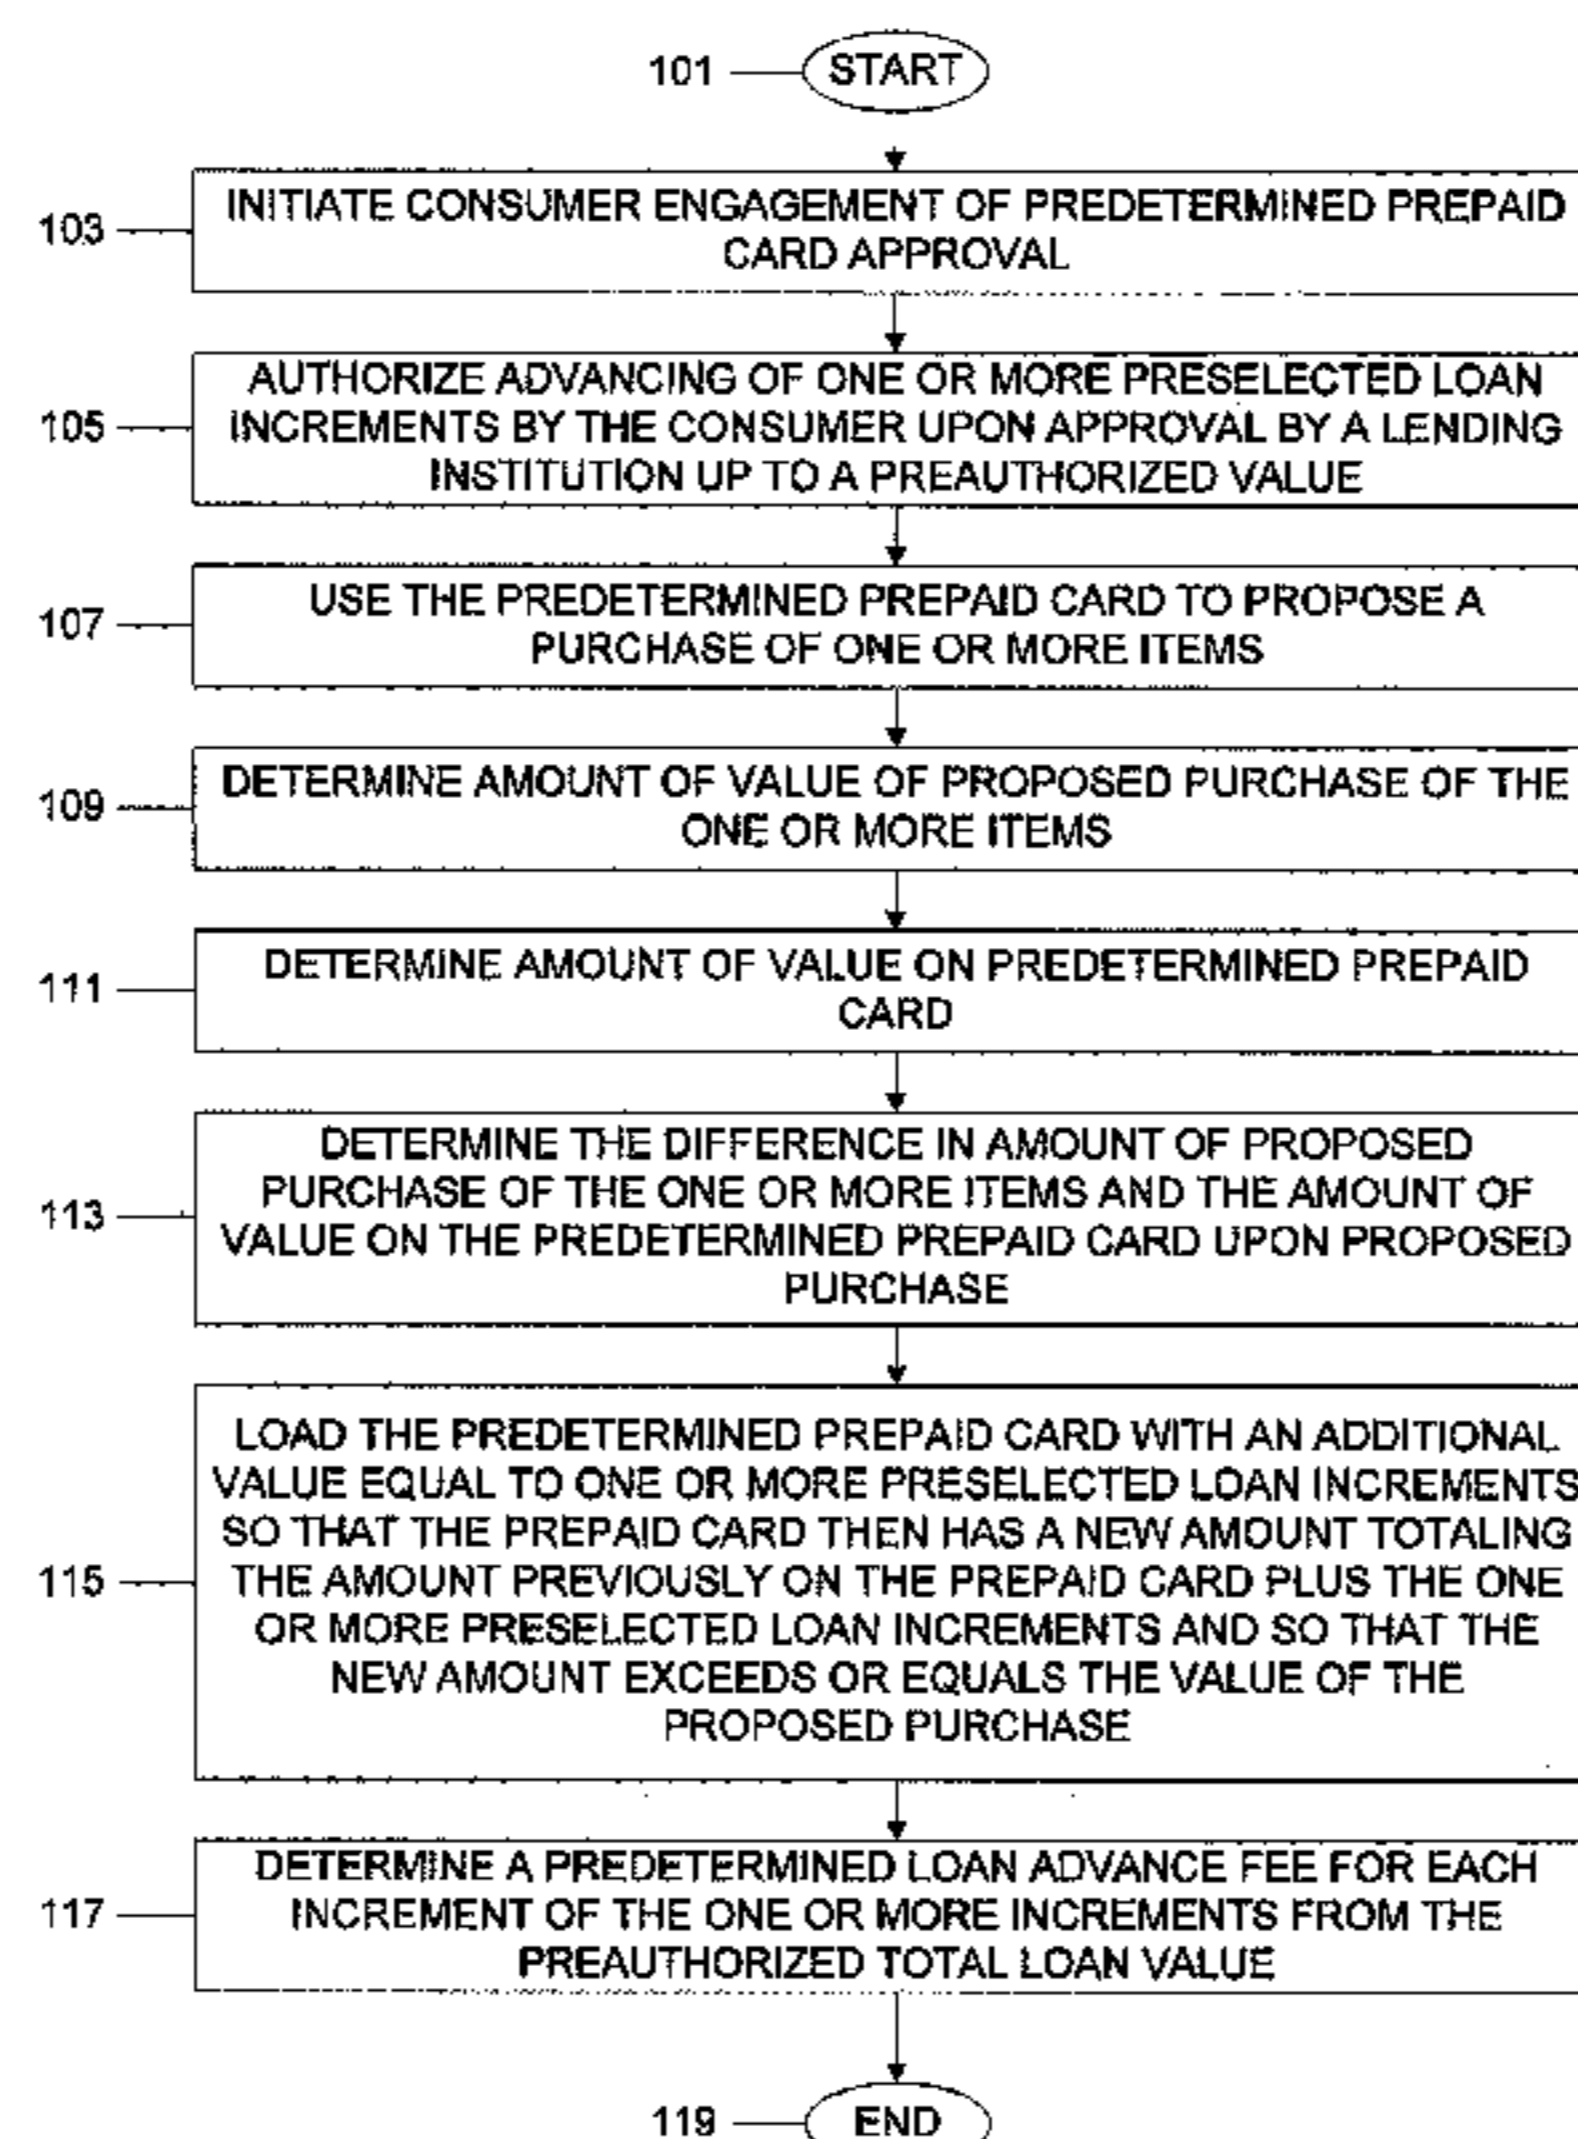 101 START
INITIATE CONSUMER ENGAGEMENT OF PREDETERMINED PREPAID
103
CARD APPROVAL
AUTHORIZE ADVANCING OF ONE OR MORE PRESELECTED LOAN
105 INCREMENTS BY THE CONSUMER UPON APPROVAL BY A LENDING
INSTITUTION UP TO A PREAUTHORIZED VALUE
USE THE PREDETERMINED PREPAID CARD TO PROPOSE A
107
PURCHASE OF ONE OR MORE ITEMS
DETERMINE AMOUNT OF VALUE OF PROPOSED PURCHASE OF THE
109
ONE OR MORE ITEMS
DETERMINE AMOUNT OF VALUE ON PREDETERMINED PREPAID
111
CARD
DETERMINE THE DIFFERENCE IN AMOUNT OF PROPOSED
PURCHASE OF THE ONE OR MORE ITEMS AND THE AMOUNT OF
113
VALUE ON THE PREDETERMINED PREPAID CARD UPON PROPOSED
PURCHASE
LOAD THE PREDETERMINED PREPAID CARD WITH AN ADDITIONAL
VALUE EQUAL TO ONE OR MORE PRESELECTED LOAN INCREMENTS
SO THAT THE PREPAID CARD THEN HAS A NEW AMOUNT TOTALING
115 THE AMOUNT PREVIOUSLY ON THE PREPAID CARD PLUS THE ONE
OR MORE PRESELECTED LOAN INCREMENTS AND SO THAT THE
NEW AMOUNT EXCEEDS OR EQUALS THE VALUE OF THE
PROPOSED PURCHASE
DETERMINE A PREDETERMINED LOAN ADVANCE FEE FOR EACH
117 INCREMENT OF THE ONE OR MORE INCREMENTS FROM THE
PREAUTHORIZED TOTAL LOAN VALUE
119 END